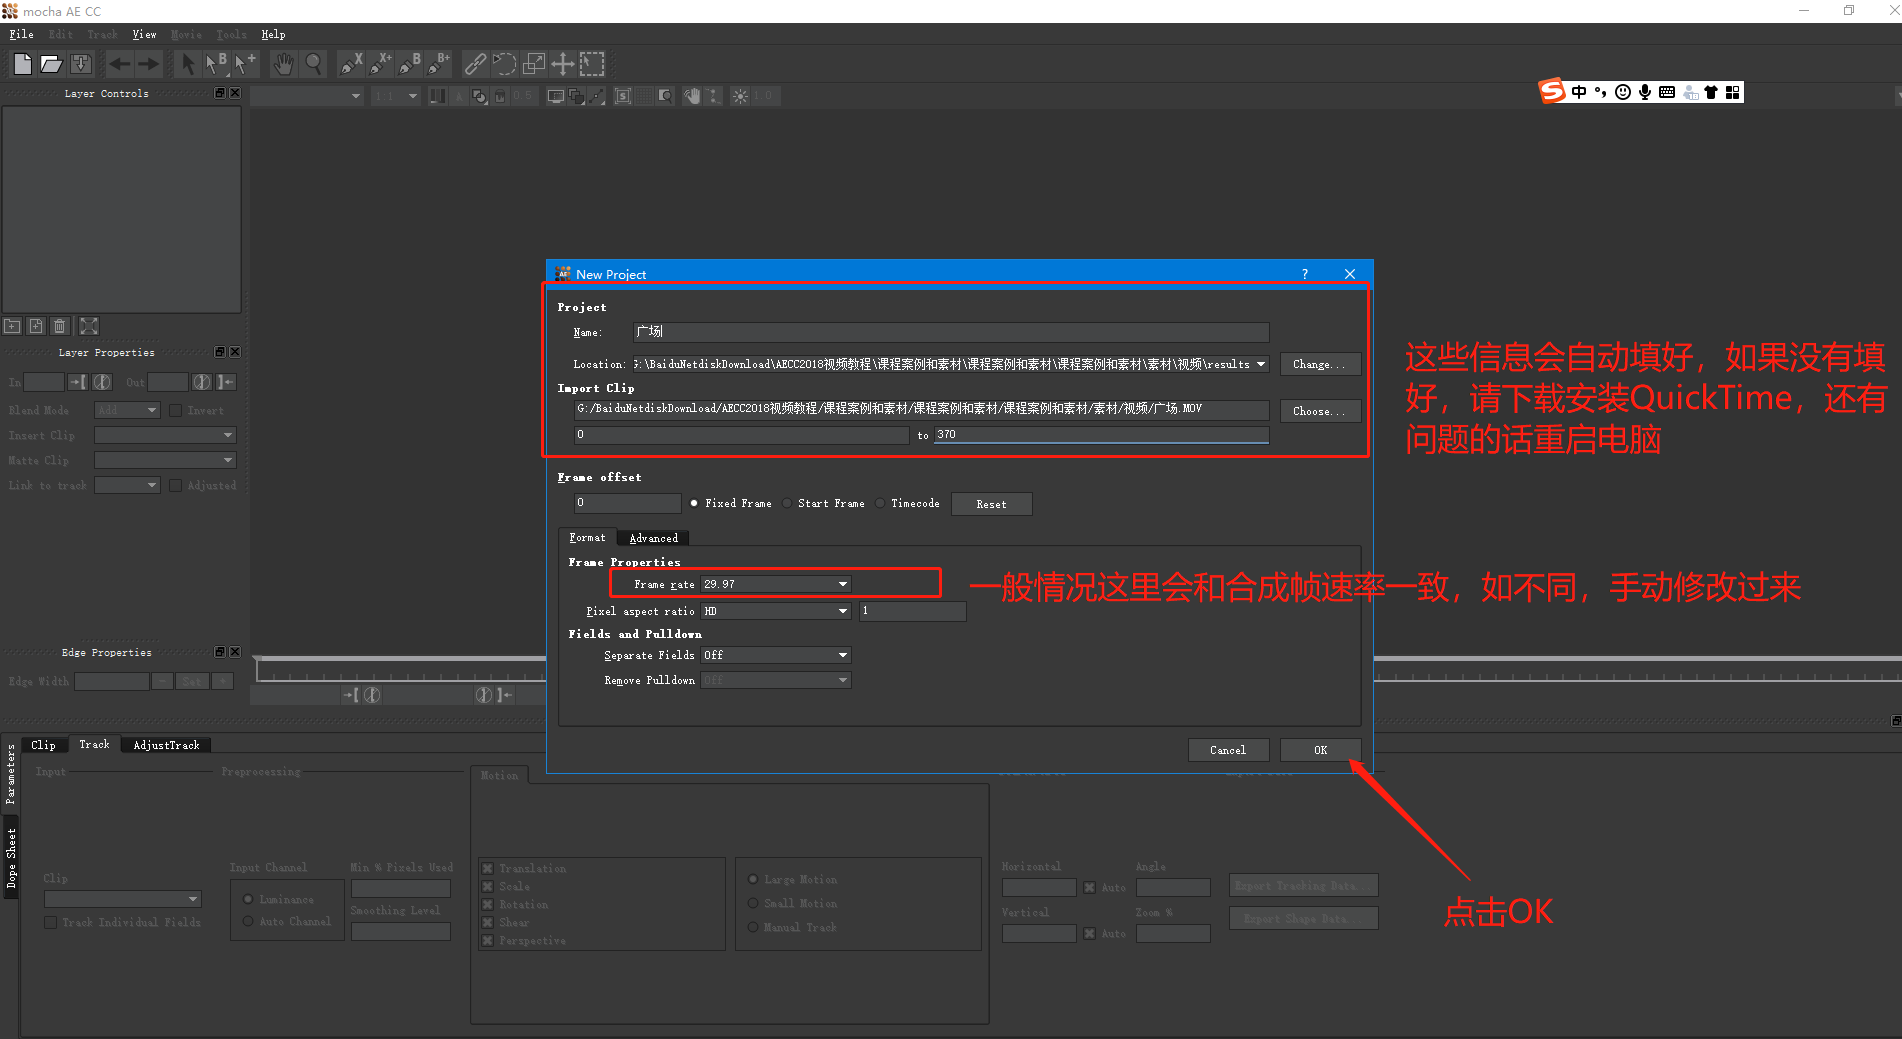 mocha AE CC
File Edit Track View Movie Tools Help
Layer Controls
1:1
0.5
1.0
中
Layer Properties
In Out
Blend Mode Add Invert
Insert Clip
Matte Clip
Link to track Adjusted
Edge Properties
Edge Width - Set +
New Project
Project
Name: 广场
Location: G:\BaiduNetdiskDownload\AECC2018视频教程\课程案例和素材\课程案例和素材\课程案例和素材\素材\视频\results Change...
Import Clip
G:/BaiduNetdiskDownload/AECC2018视频教程/课程案例和素材/课程案例和素材/课程案例和素材/素材/视频/广场.MOV Choose...
0 to 370
Frame offset
0 Fixed Frame Start Frame Timecode Reset
Format Advanced
Frame Properties
Frame rate 29.97
Pixel aspect ratio HD 1
Fields and Pulldown
Separate Fields Off
Remove Pulldown Off
Cancel OK
这些信息会自动填好，如果没有填
好，请下载安装QuickTime，还有
问题的话重启电脑
一般情况这里会和合成帧速率一致，如不同，手动修改过来
点击OK
Parameters
Dope Sheet
Clip Track AdjustTrack
Input Preprocessing Motion
Clip
Track Individual Fields
Input Channel
Luminance
Auto Channel
Min % Pixels Used
Smoothing Level
Translation
Scale
Rotation
Shear
Perspective
Large Motion
Small Motion
Manual Track
Horizontal Angle
Auto
Vertical Zoom %
Auto
Export Tracking Data...
Export Shape Data...